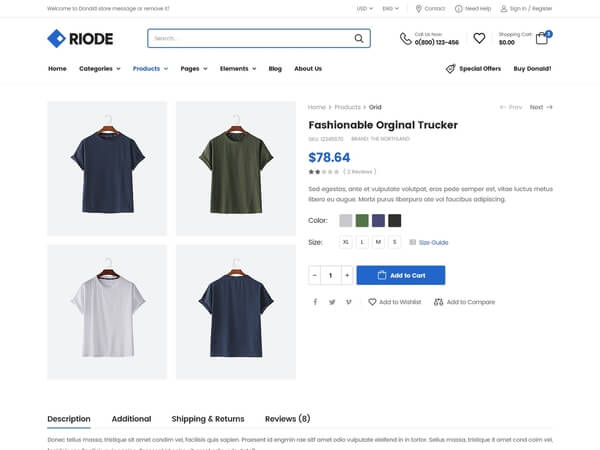 Welcome to Donald store message or remove it!
USD
ENG
Contact
Need Help
Sign in / Register
RIODE
Search...
Call Us Now:
0(800) 123-456
Shopping Cart:
$0.00
Home
Categories
Products
Pages
Elements
Blog
About Us
Special Offers
Buy Donald!
Home > Products > Grid
Prev
Next
Fashionable Orginal Trucker
SKU: 12345570 BRAND: THE NORTHLAND
$78.64
( 2 Reviews )
Sed egestas, ante et vulputate volutpat, eros pede semper est, vitae luctus metus
libero eu augue. Morbi purus liberpuro ate vol faucibus adipiscing.
Color:
Size:
XL
L
M
S
Size Guide
- 1 +
Add to Cart
Add to Wishlist
Add to Compare
Description
Additional
Shipping & Returns
Reviews (8)
Donec tellus massa, tristique sit amet condim vel, facilisis quis sapien. Praesent id engmin rae sitf amet odio vulputate eleifend in in tortor. Sellus massa, tristique it amet cond coim vel,